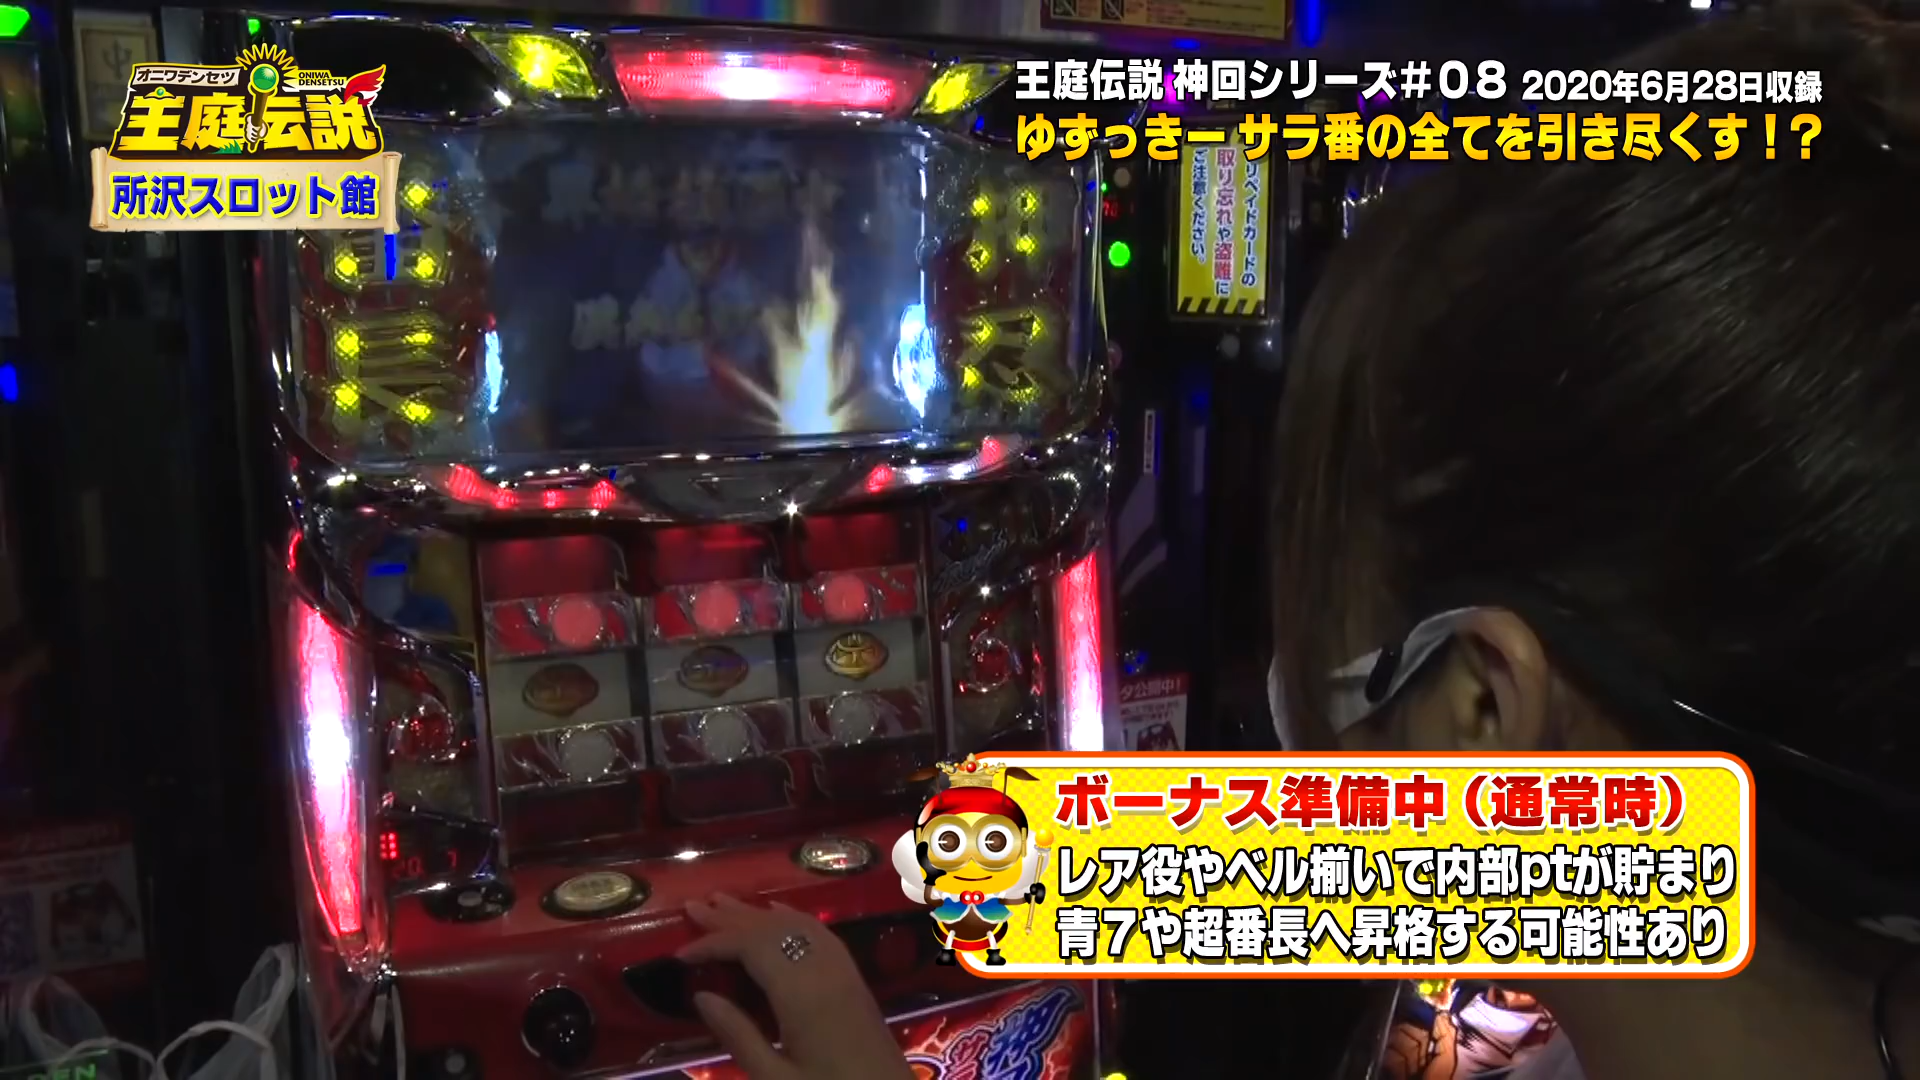 オニワデンセツ
ONIWA
DENSETSU
王庭伝説
所沢スロット館
王庭伝説 神回シリーズ#08 2020年6月28日収録
ゆずっきー サラ番の全てを引き尽くす!?
リペイドカードの
取り忘れや盗難に
ご注意ください。
ボーナス準備中(通常時)
レア役やベル揃いで内部ptが貯まり
青7や超番長へ昇格する可能性あり